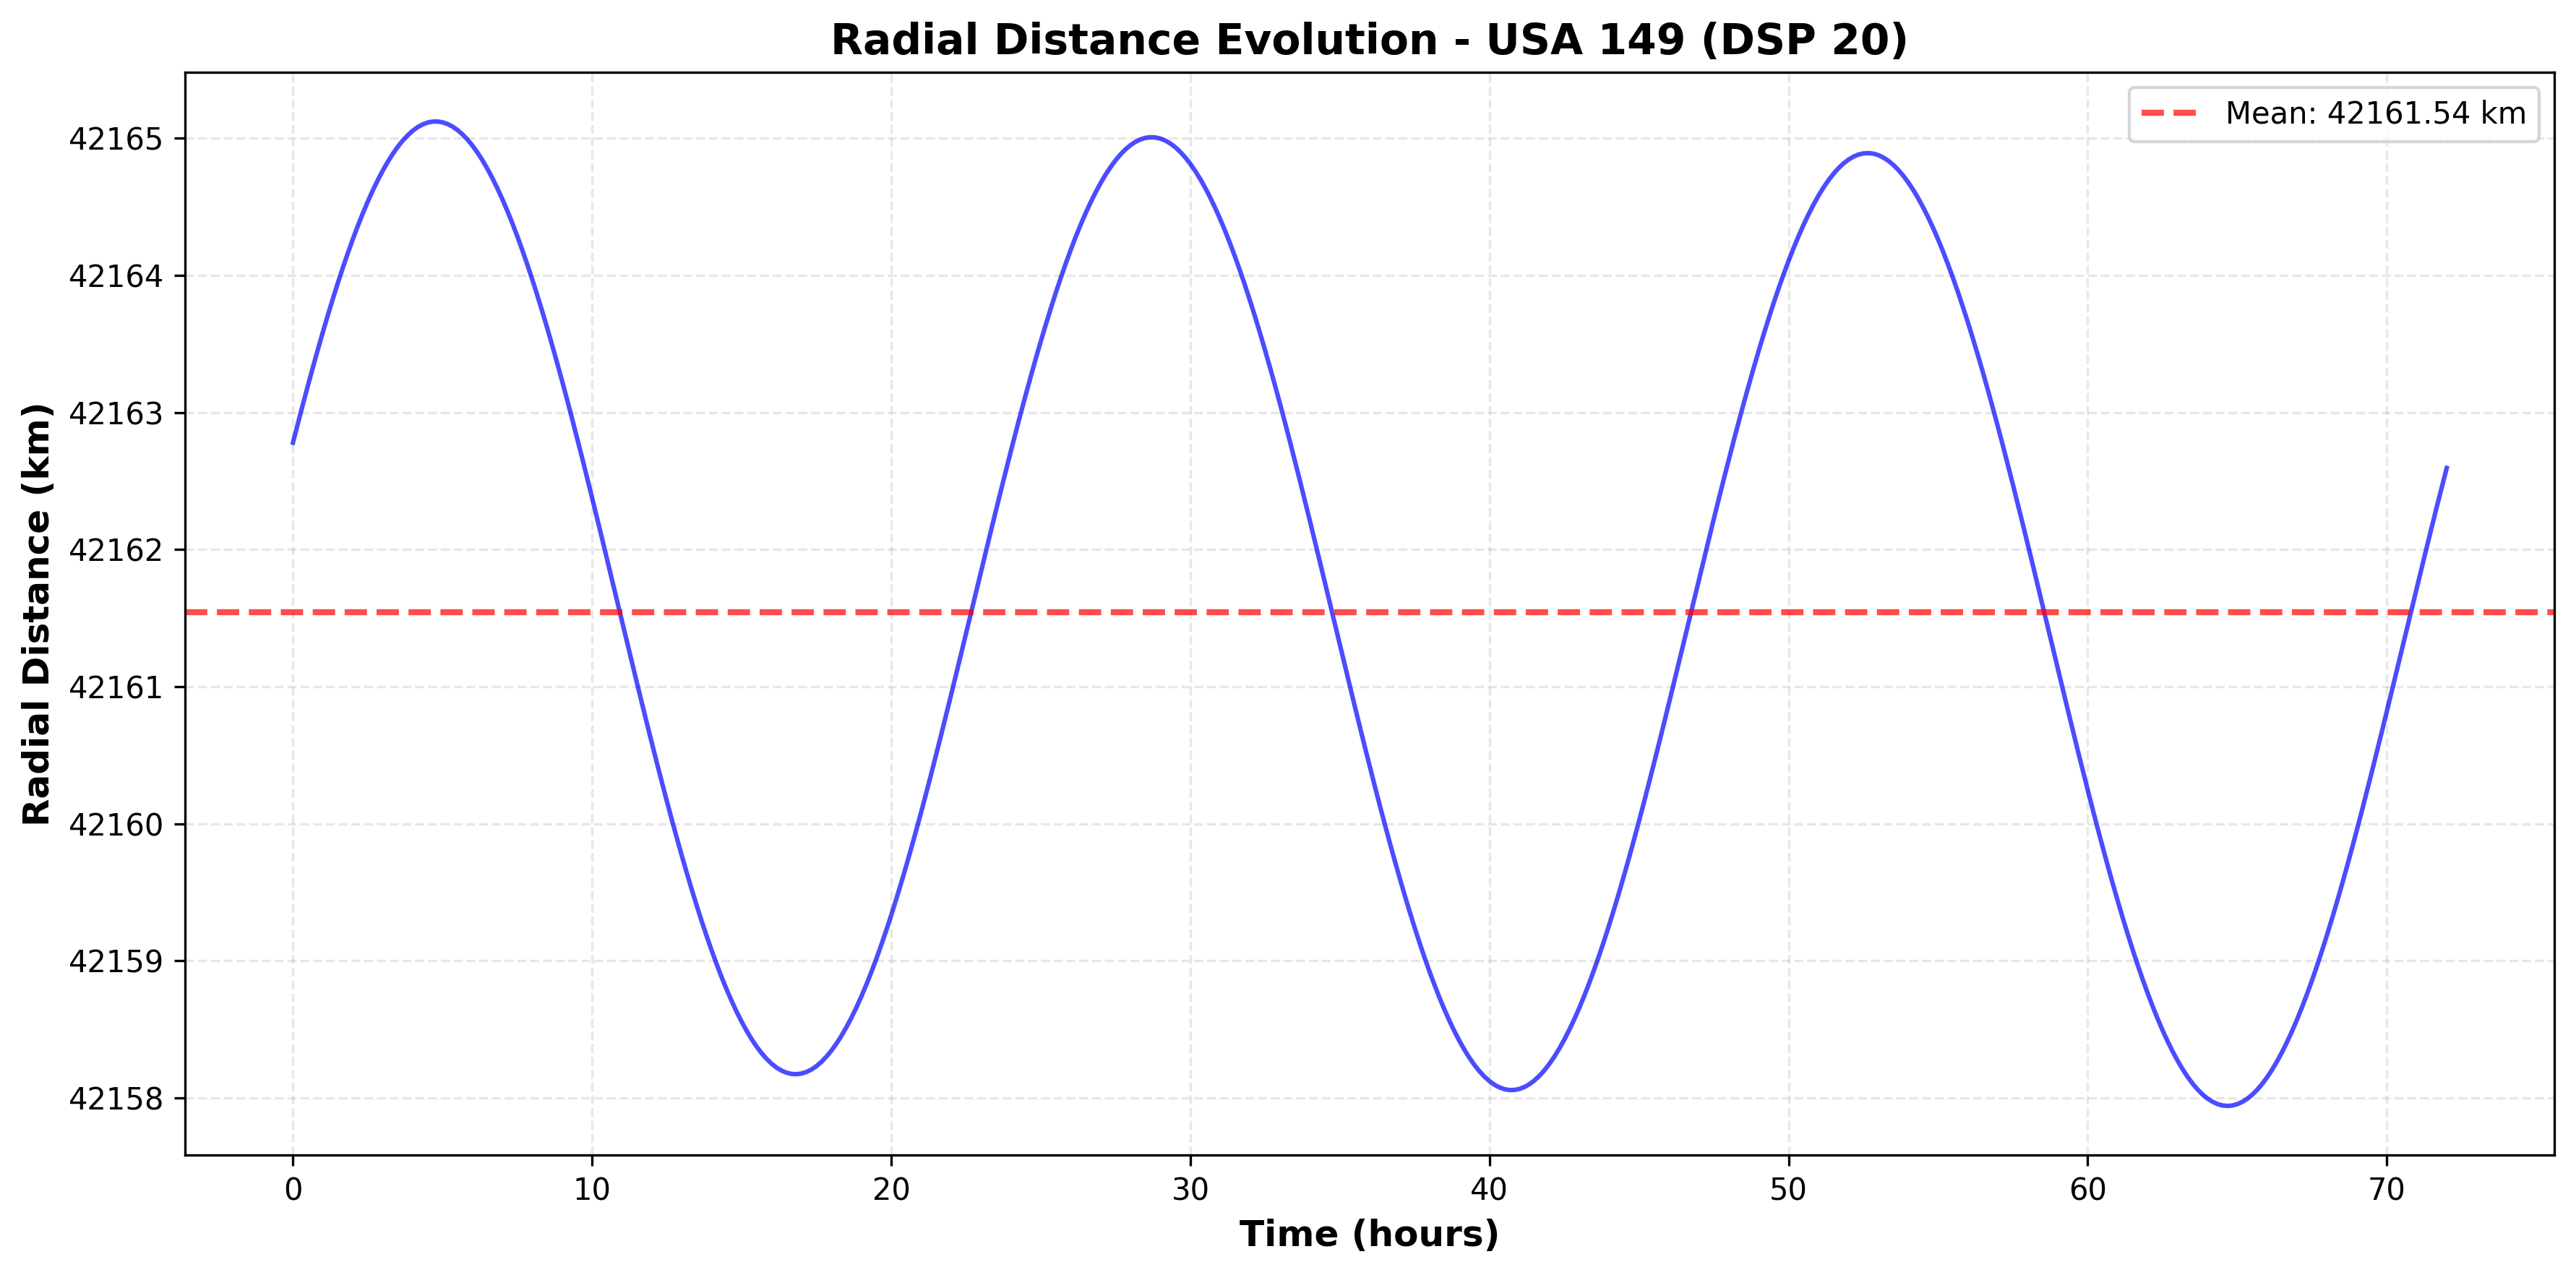 Radial Distance Evolution - USA 149 (DSP 20)
Mean: 42161.54 km
Radial Distance (km)
42165
42164
42163
42162
42161
42160
42159
42158
0 10 20 30 40 50 60 70
Time (hours)